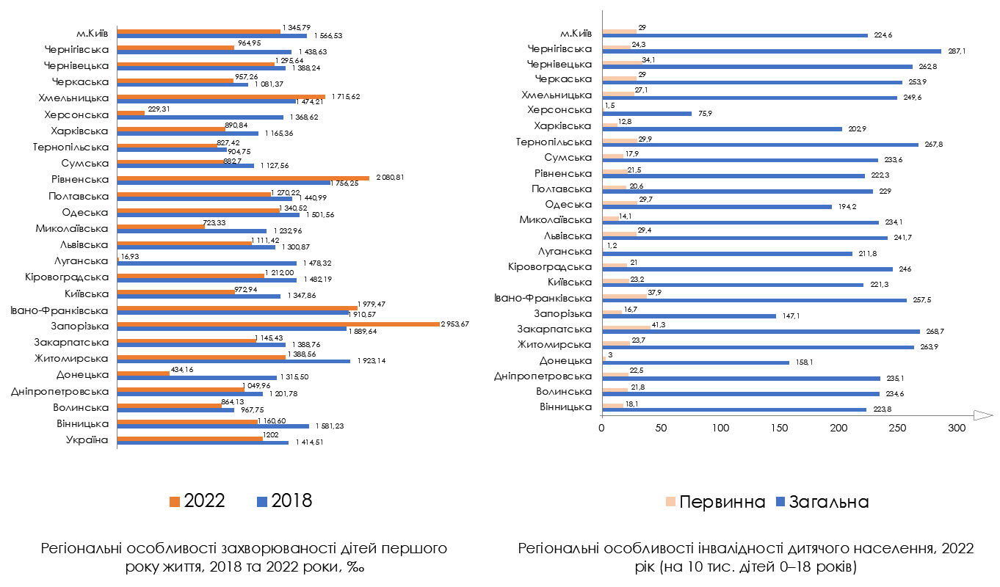 м.Київ 1 345,79 1 566,53
Чернігівська 964,95 1 438,63
Чернівецька 1 295,64 1 388,24
Черкаська 957,26 1 081,37
Хмельницька 1 715,62 1 474,21
Херсонська 229,31 1 368,62
Харківська 890,84 1 165,36
Тернопільська 827,42 904,75
Сумська 882,7 1 127,56
Рівненська 2 080,81 1 756,25
Полтавська 1 270,22 1 440,99
Одеська 1 340,52 1 501,56
Миколаївська 723,33 1 232,96
Львівська 1 111,42 1 300,87
Луганська 16,93 1 478,32
Кіровоградська 1 212,00 1 482,19
Київська 972,94 1 347,86
Івано-Франківська 1 979,47 1 910,57
Запорізька 2 953,67 1 889,64
Закарпатська 1 145,43 1 388,76
Житомирська 1 388,56 1 923,14
Донецька 434,16 1 315,50
Дніпропетровська 1 049,96 1 201,78
Волинська 864,13 967,75
Вінницька 1 160,60 1 581,23
Україна 1202 1 414,51
2022 2018
Регіональні особливості захворюваності дітей першого
року життя, 2018 та 2022 роки, ‰
м.Київ 29 224,6
Чернігівська 24,3 287,1
Чернівецька 34,1 262,8
Черкаська 29 253,9
Хмельницька 27,1 249,6
Херсонська 1,5 75,9
Харківська 12,8 202,9
Тернопільська 29,9 267,8
Сумська 17,9 233,6
Рівненська 21,5 222,3
Полтавська 20,6 229
Одеська 29,7 194,2
Миколаївська 14,1 234,1
Львівська 29,4 241,7
Луганська 1,2 211,8
Кіровоградська 21 246
Київська 23,2 221,3
Івано-Франківська 37,9 257,5
Запорізька 16,7 147,1
Закарпатська 41,3 268,7
Житомирська 23,7 263,9
Донецька 3 158,1
Дніпропетровська 22,5 235,1
Волинська 21,8 234,6
Вінницька 18,1 223,8
0 50 100 150 200 250 300
Первинна Загальна
Регіональні особливості інвалідності дитячого населення, 2022
рік (на 10 тис. дітей 0–18 років)